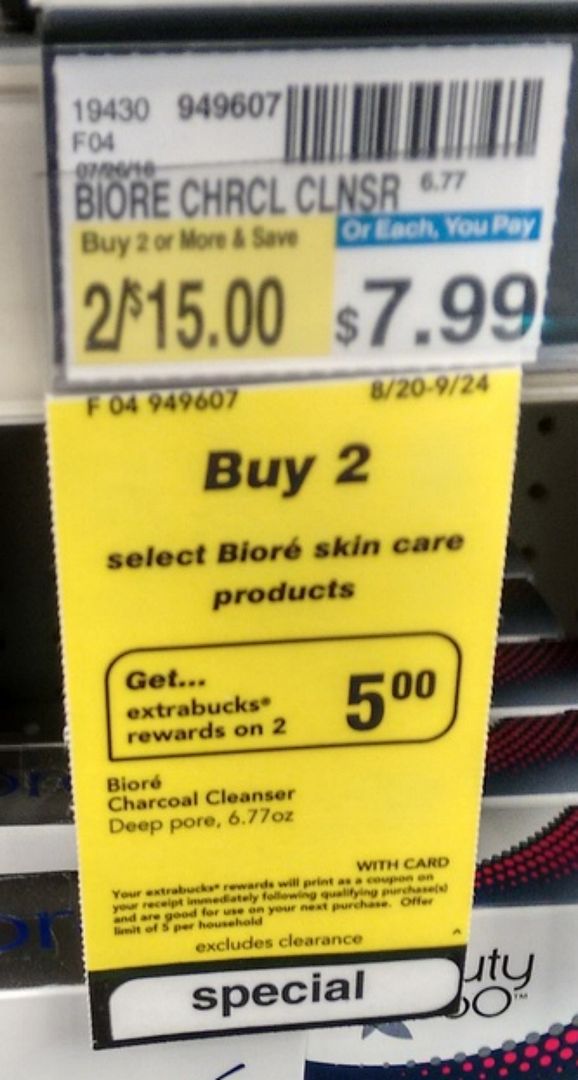 19430 949607
F04
07/26/16
BIORE CHRCL CLNSR 6.77
Buy 2 or More & Save
Or Each, You Pay
2/$15.00
$7.99
F 04 949607
8/20-9/24
Buy 2
select Bioré skin care
products
Get...
extrabucks®
rewards on 2
5⁰⁰
Bioré
Charcoal Cleanser
Deep pore, 6.77oz
WITH CARD
Your extrabucks® rewards will print as a coupon on
your receipt immediately following qualifying purchase(s)
and are good for use on your next purchase. Offer
limit of 5 per household
excludes clearance
special
uty